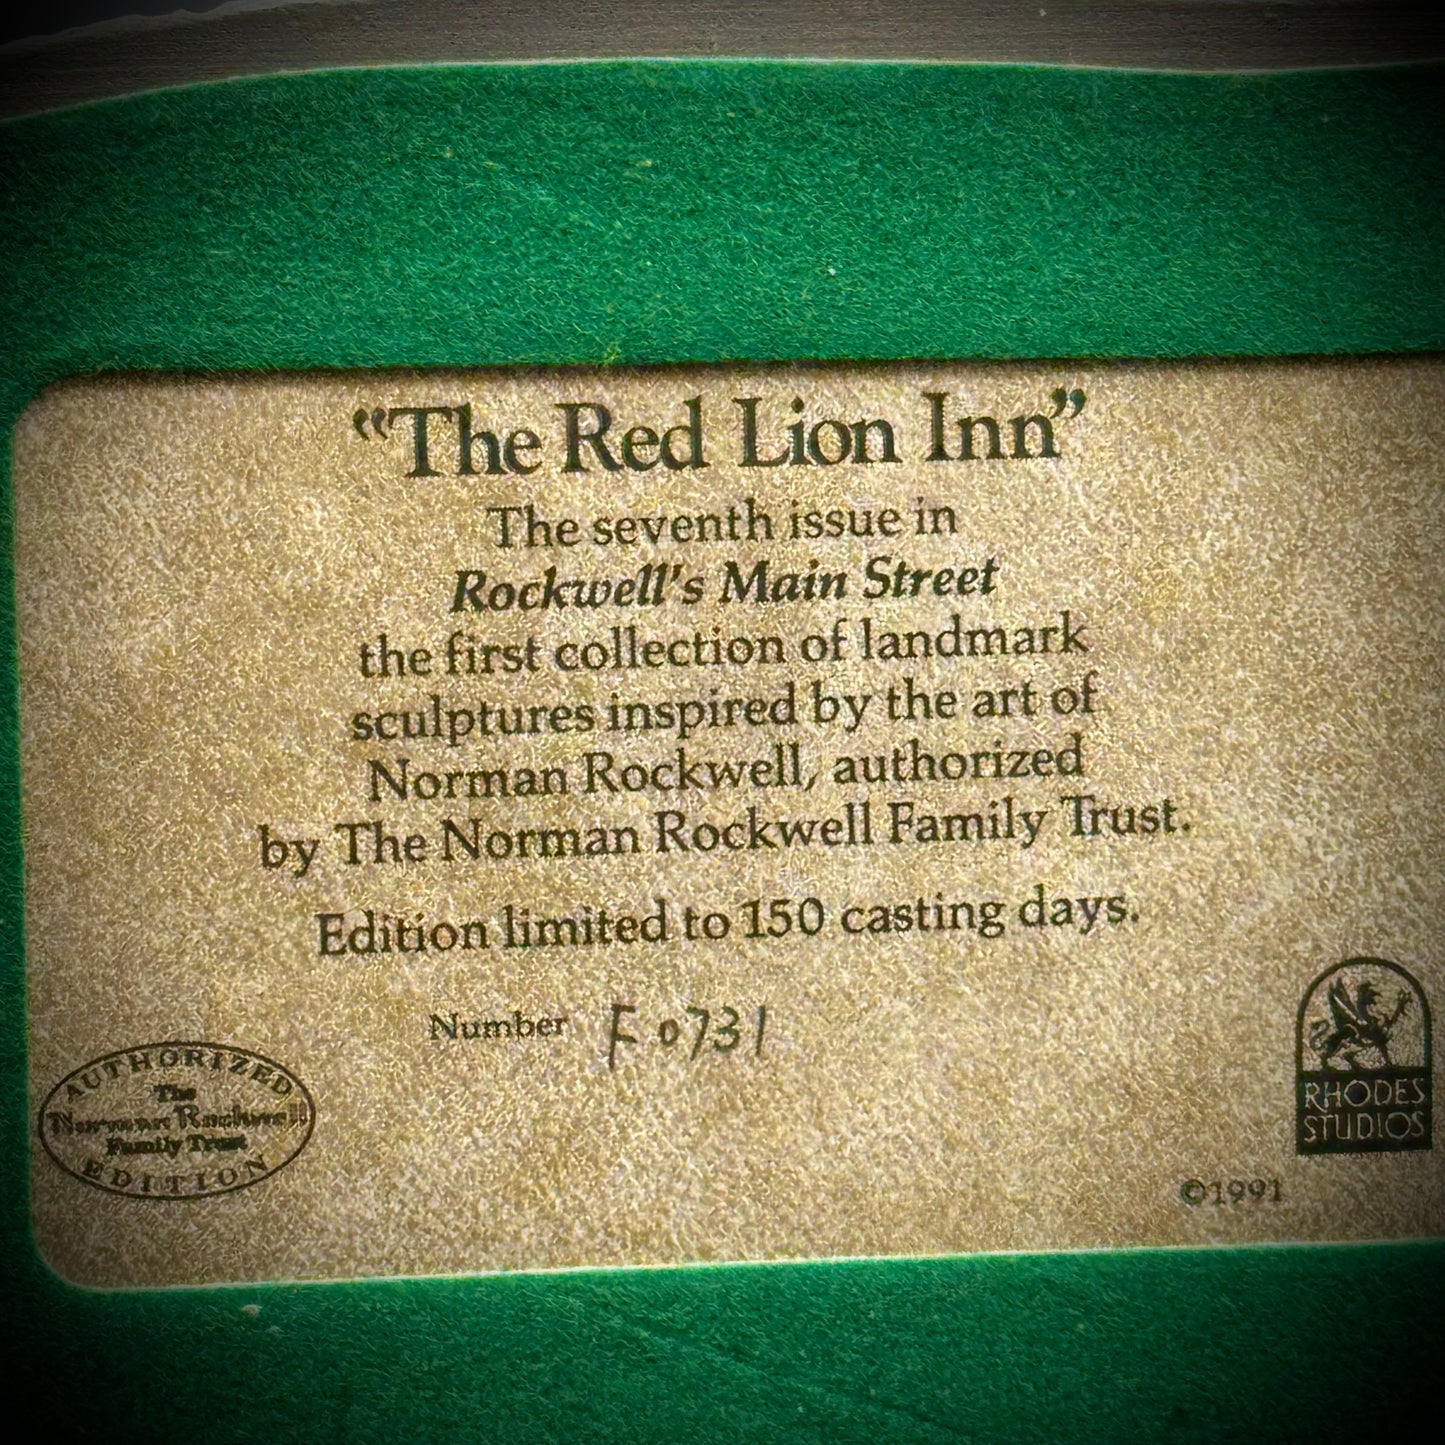 “The Red Lion Inn”
The seventh issue in
Rockwell's Main Street
the first collection of landmark
sculptures inspired by the art of
Norman Rockwell, authorized
by The Norman Rockwell Family Trust.
Edition limited to 150 casting days.
Number F0731
AUTHORIZED
The
Norman Rockwell
Family Trust
EDITION
RHODES
STUDIOS
©1991